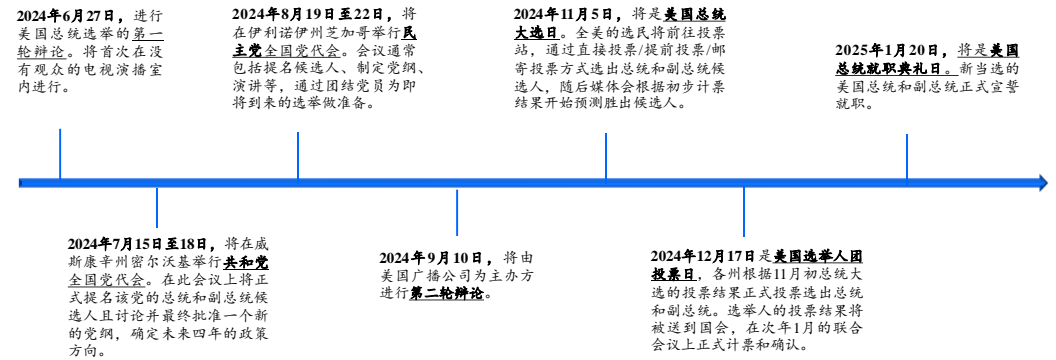 2024年6月27日，进行
美国总统选举的第一
轮辩论。将首次在没
有观众的电视演播室
内进行。
2024年8月19日至22日，将
在伊利诺伊州芝加哥举行民
主党全国党代会。会议通常
包括提名候选人、制定党纲、
演讲等，通过团结党员为即
将到来的选举做准备。
2024年11月5日，将是美国总统
大选日。全美的选民将前往投票
站，通过直接投票/提前投票/邮
寄投票方式选出总统和副总统候
选人，随后媒体会根据初步计票
结果开始预测胜出候选人。
2025年1月20日，将是美国
总统就职典礼日。新当选的
美国总统和副总统正式宣誓
就职。
2024年7月15日至18日，将在威
斯康辛州密尔沃基举行共和党
全国党代会。在此会议上将正
式提名该党的总统和副总统候
选人且讨论并最终批准一个新
的党纲，确定未来四年的政策
方向。
2024年9月10日，将由
美国广播公司为主办方
进行第二轮辩论。
2024年12月17日是美国选举人团
投票日，各州根据11月初总统大
选的投票结果正式投票选出总统
和副总统。选举人的投票结果将
被送到国会，在次年1月的联合
会议上正式计票和确认。